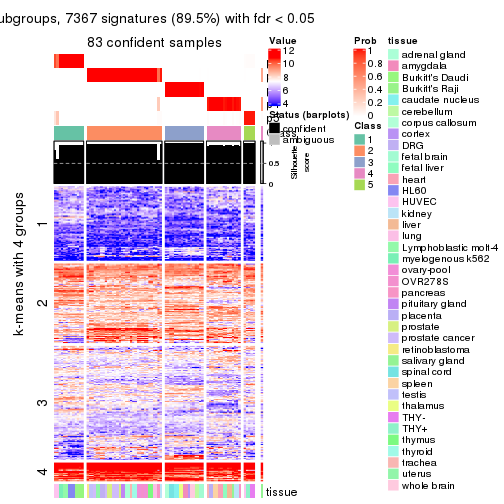 ubgroups, 7367 signatures (89.5%) with fdr < 0.05
83 confident samples
k-means with 4 groups
1
2
3
4
Value
12
10
8
6
4
Status (barplots)
confident
ambiguous
0.5
0
Silhouette
score
tissue
Prob
1
0.8
0.6
0.4
0.2
0
Class
1
2
3
4
5
tissue
adrenal gland
amygdala
Burkitt's Daudi
Burkitt's Raji
caudate nucleus
cerebellum
corpus callosum
cortex
DRG
fetal brain
fetal liver
heart
HL60
HUVEC
kidney
liver
lung
Lymphoblastic molt-4
myelogenous k562
ovary-pool
OVR278S
pancreas
pituitary gland
placenta
prostate
prostate cancer
retinoblastoma
salivary gland
spinal cord
spleen
testis
thalamus
THY-
THY+
thymus
thyroid
trachea
uterus
whole brain